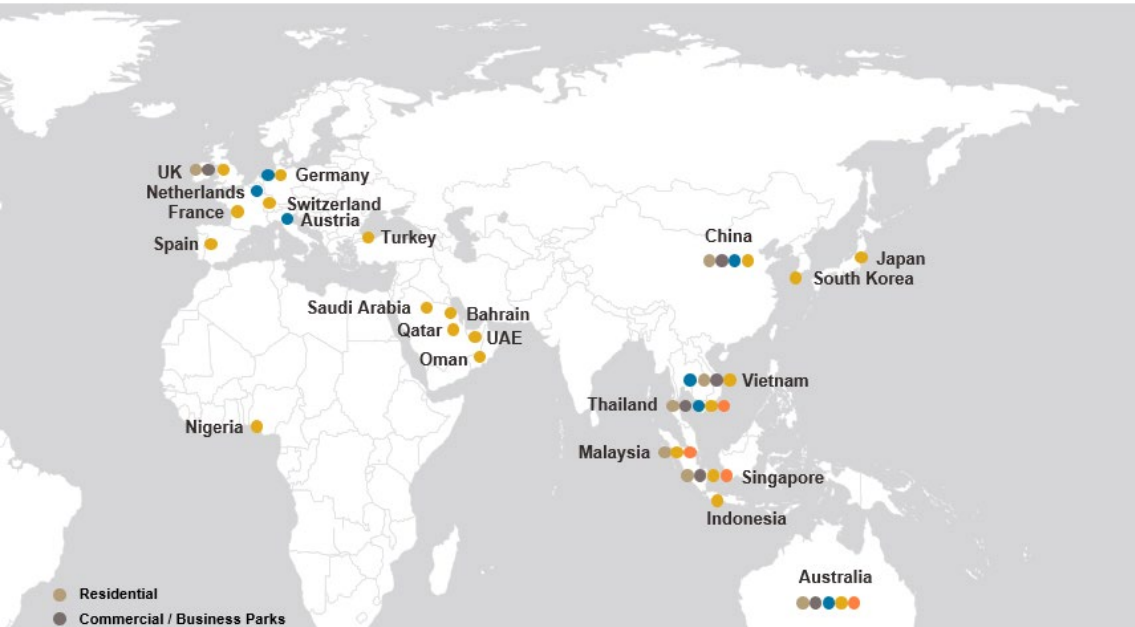 UK
Germany
Netherlands
Switzerland
France
Austria
Spain
Turkey
China
Japan
South Korea
Saudi Arabia
Bahrain
Qatar
UAE
Oman
Vietnam
Thailand
Nigeria
Malaysia
Singapore
Indonesia
Australia
Residential
Commercial / Business Parks